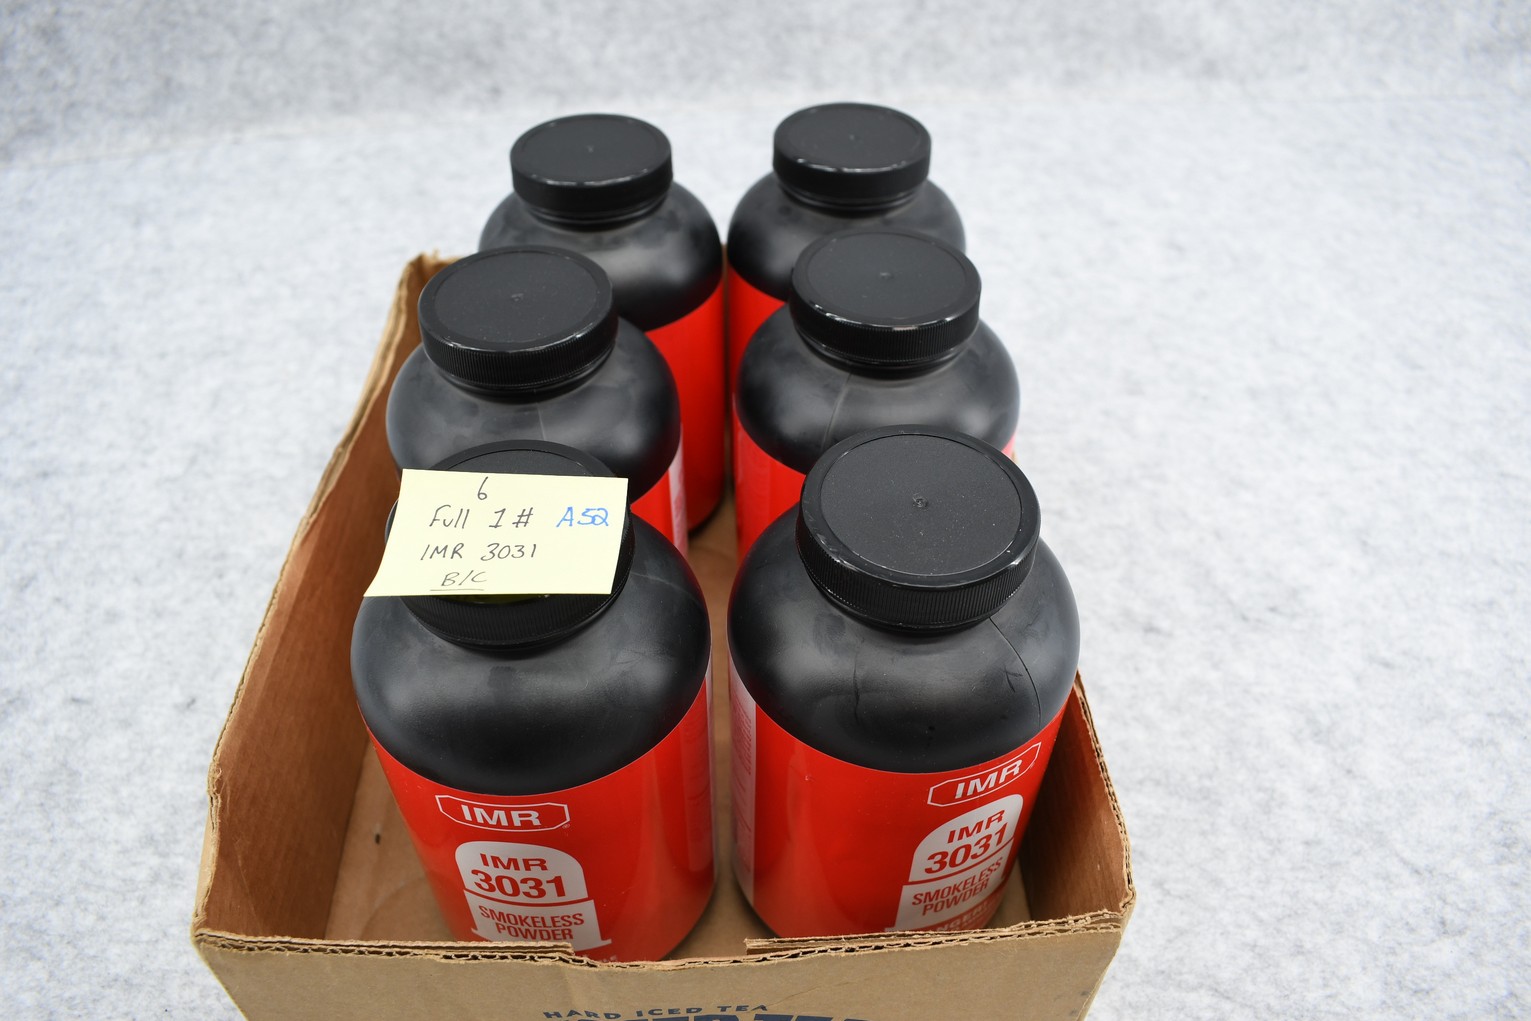 6
Full 1# A52
IMR 3031
B/C
IMR
IMR
3031
SMOKELESS
POWDER
IMR
IMR
3031
SMOKELESS
POWDER
HARD ICED TEA